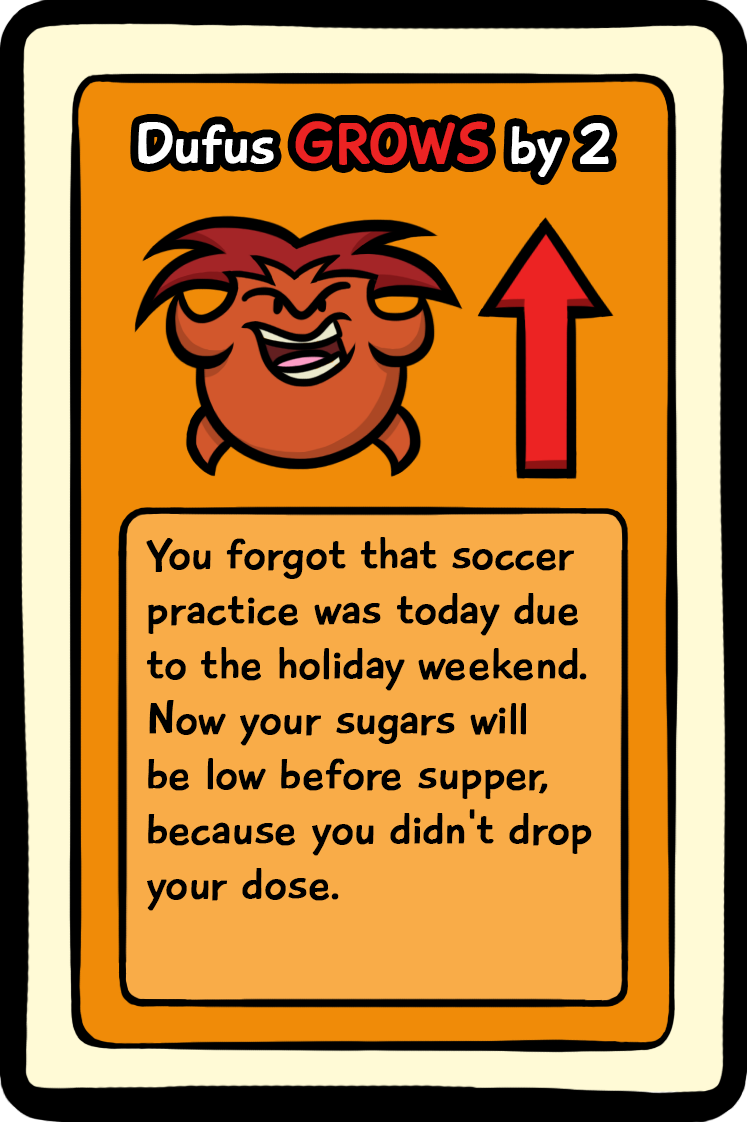 Dufus GROWS by 2
You forgot that soccer
practice was today due
to the holiday weekend.
Now your sugars will
be low before supper,
because you didn't drop
your dose.